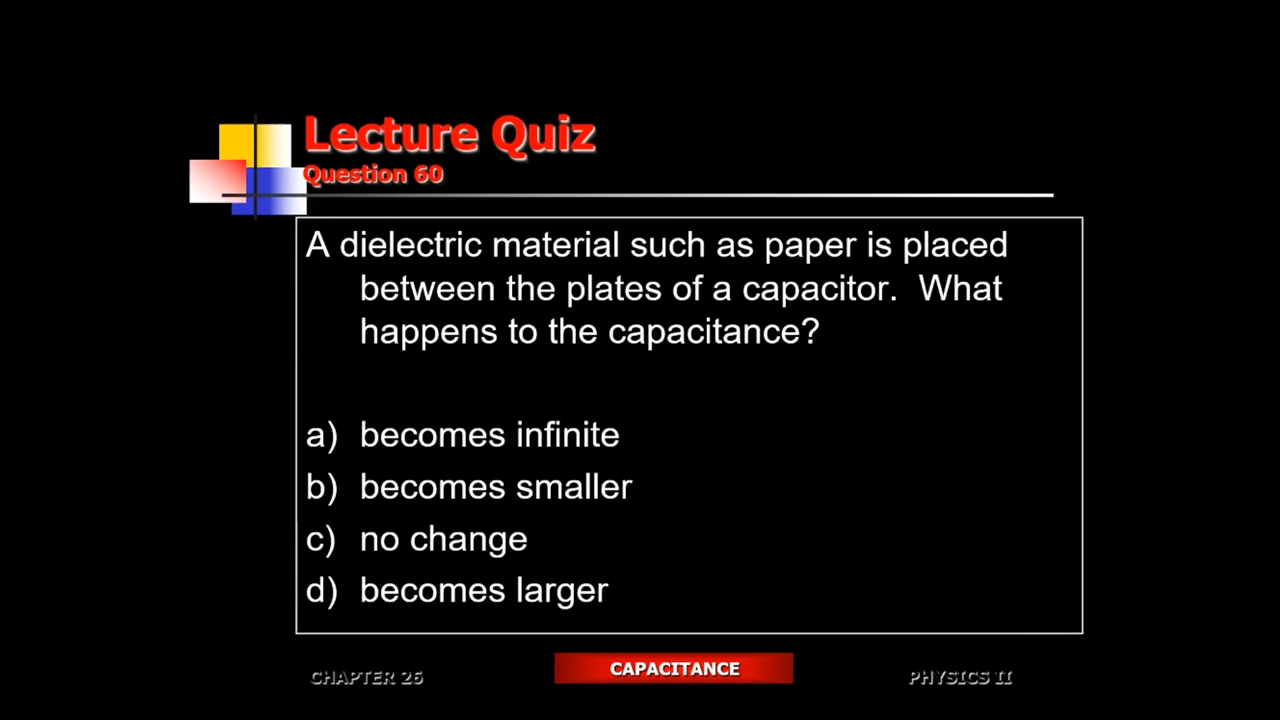 Lecture Quiz
Question 60
A dielectric material such as paper is placed
between the plates of a capacitor.  What
happens to the capacitance?
a) becomes infinite
b) becomes smaller
c) no change
d) becomes larger
CHAPTER 26
CAPACITANCE
PHYSICS II